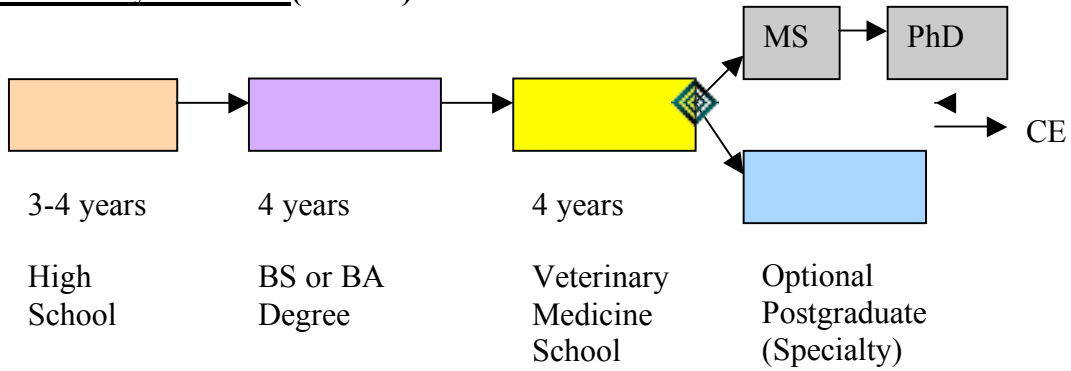 MS PhD
CE
3-4 years 4 years 4 years
High BS or BA Veterinary Optional
School Degree Medicine Postgraduate
School (Specialty)